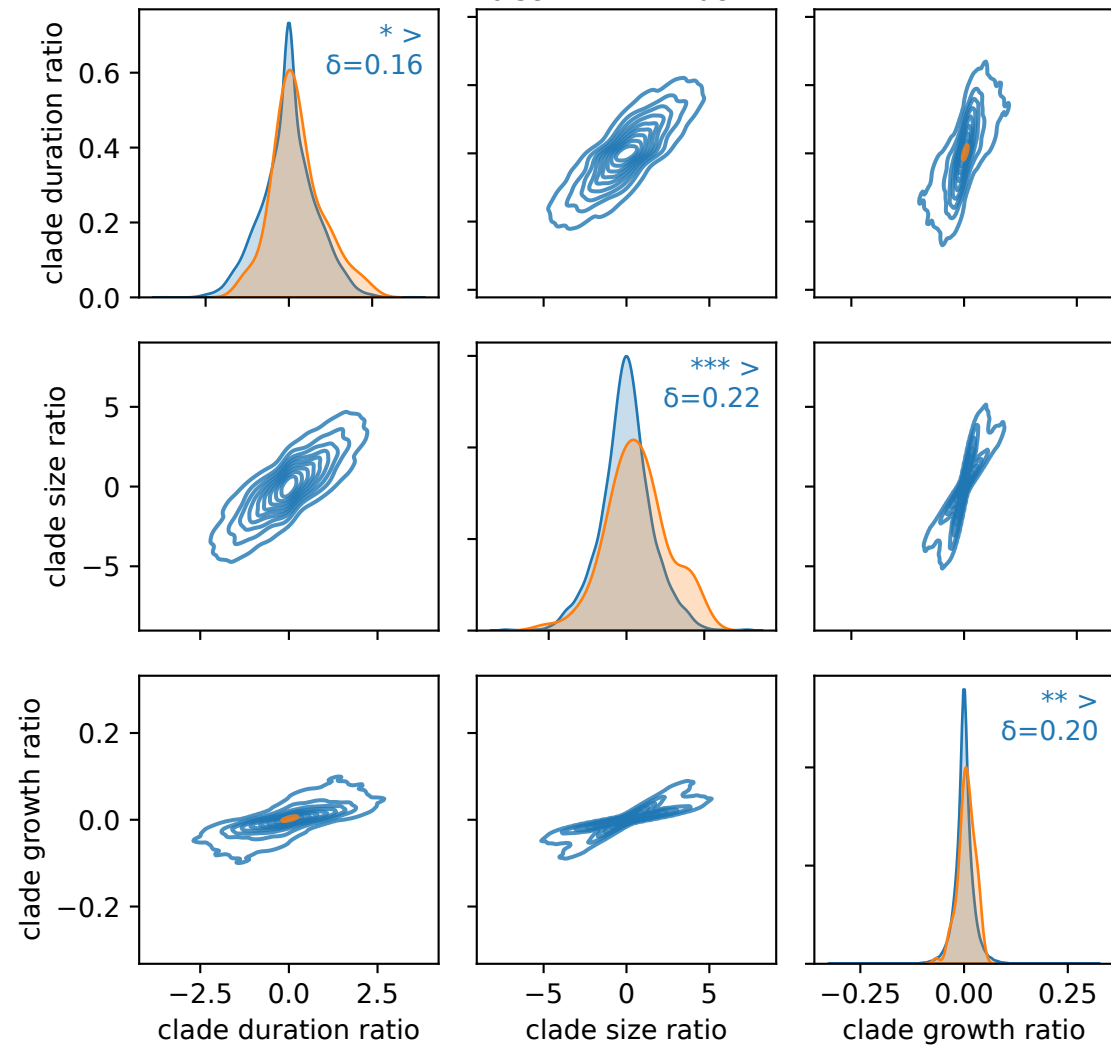 clade duration ratio
0.6
0.4
0.2
0.0
* >
δ=0.16
clade size ratio
5
0
−5
*** >
δ=0.22
clade growth ratio
0.2
0.0
−0.2
** >
δ=0.20
−2.5 0.0 2.5
−5 0 5
−0.25 0.00 0.25
clade duration ratio
clade size ratio
clade growth ratio